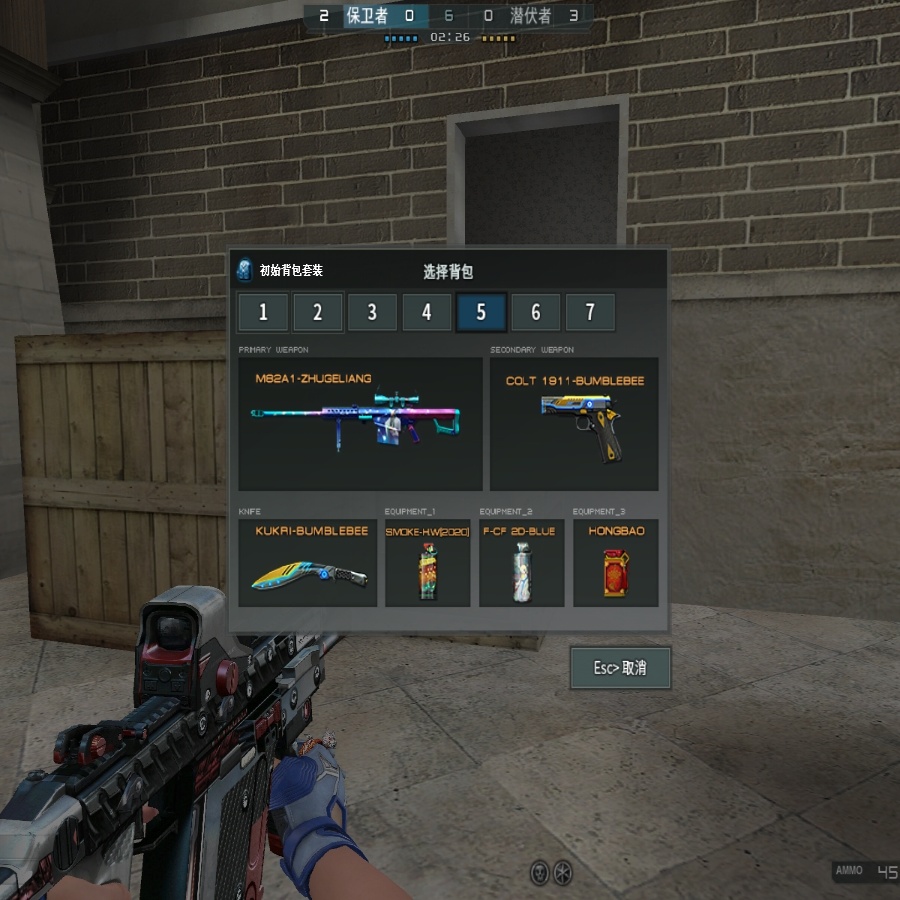 2 保卫者 0 6 0 潜伏者 3
02:26
初始背包套装
选择背包
1 2 3 4 5 6 7
PRIMARY WEAPON SECONDARY WEAPON
M82A1-ZHUGELIANG COLT 1911-BUMBLEBEE
KNIFE EQUIPMENT_1 EQUIPMENT_2 EQUIPMENT_3
KUKRI-BUMBLEBEE SMOKE-HW[2020] F-CF 2D-BLUE HONGBAO
Esc>取消
AMMO 45